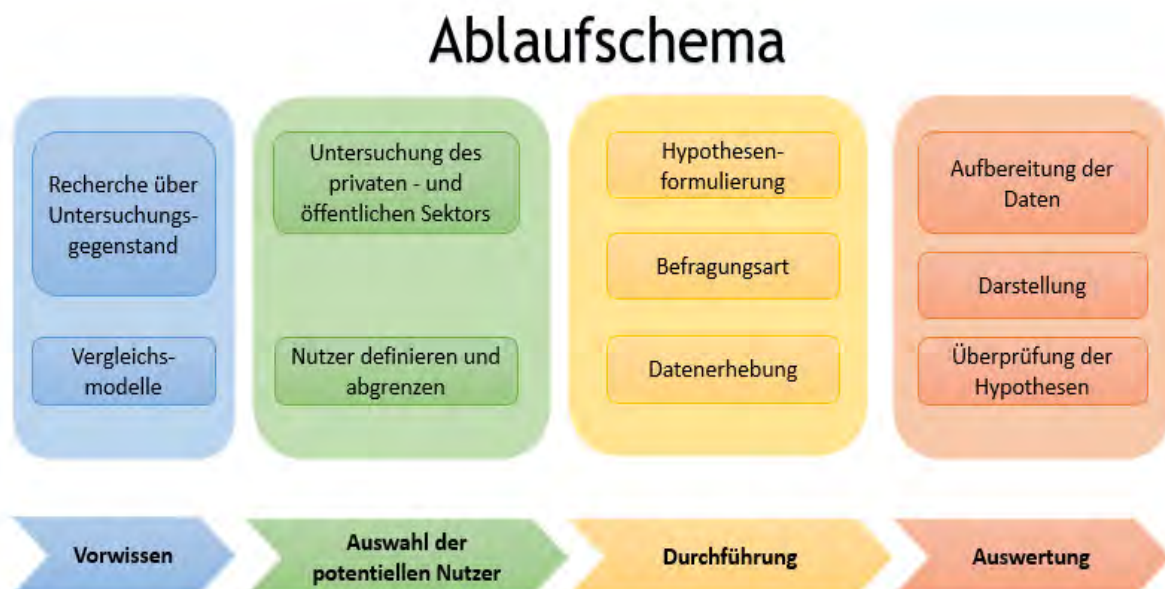 Ablaufschema
Recherche über
Untersuchungs-
gegenstand
Vergleichs-
modelle
Untersuchung des
privaten - und
öffentlichen Sektors
Nutzer definieren und
abgrenzen
Hypothesen-
formulierung
Befragungsart
Datenerhebung
Aufbereitung der
Daten
Darstellung
Überprüfung der
Hypothesen
Vorwissen
Auswahl der
potentiellen Nutzer
Durchführung
Auswertung